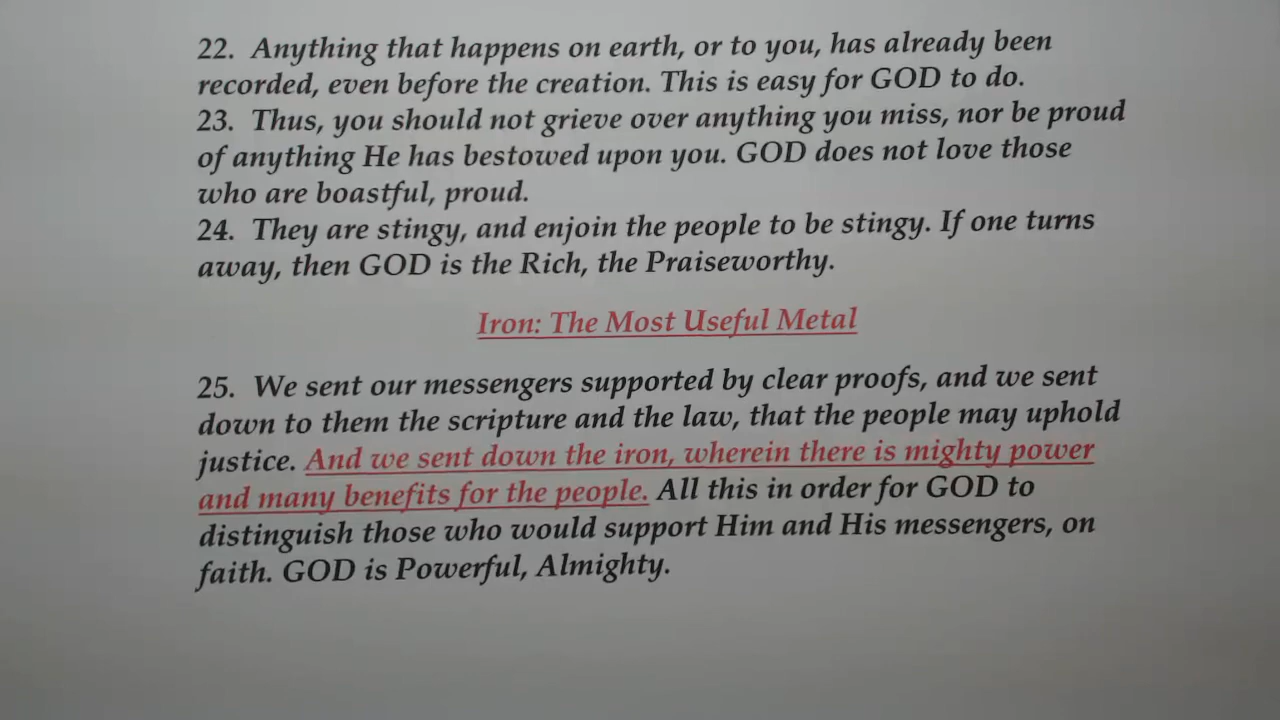 22. Anything that happens on earth, or to you, has already been
recorded, even before the creation. This is easy for GOD to do.
23. Thus, you should not grieve over anything you miss, nor be proud
of anything He has bestowed upon you. GOD does not love those
who are boastful, proud.
24. They are stingy, and enjoin the people to be stingy. If one turns
away, then GOD is the Rich, the Praiseworthy.
Iron: The Most Useful Metal
25. We sent our messengers supported by clear proofs, and we sent
down to them the scripture and the law, that the people may uphold
justice. And we sent down the iron, wherein there is mighty power
and many benefits for the people. All this in order for GOD to
distinguish those who would support Him and His messengers, on
faith. GOD is Powerful, Almighty.